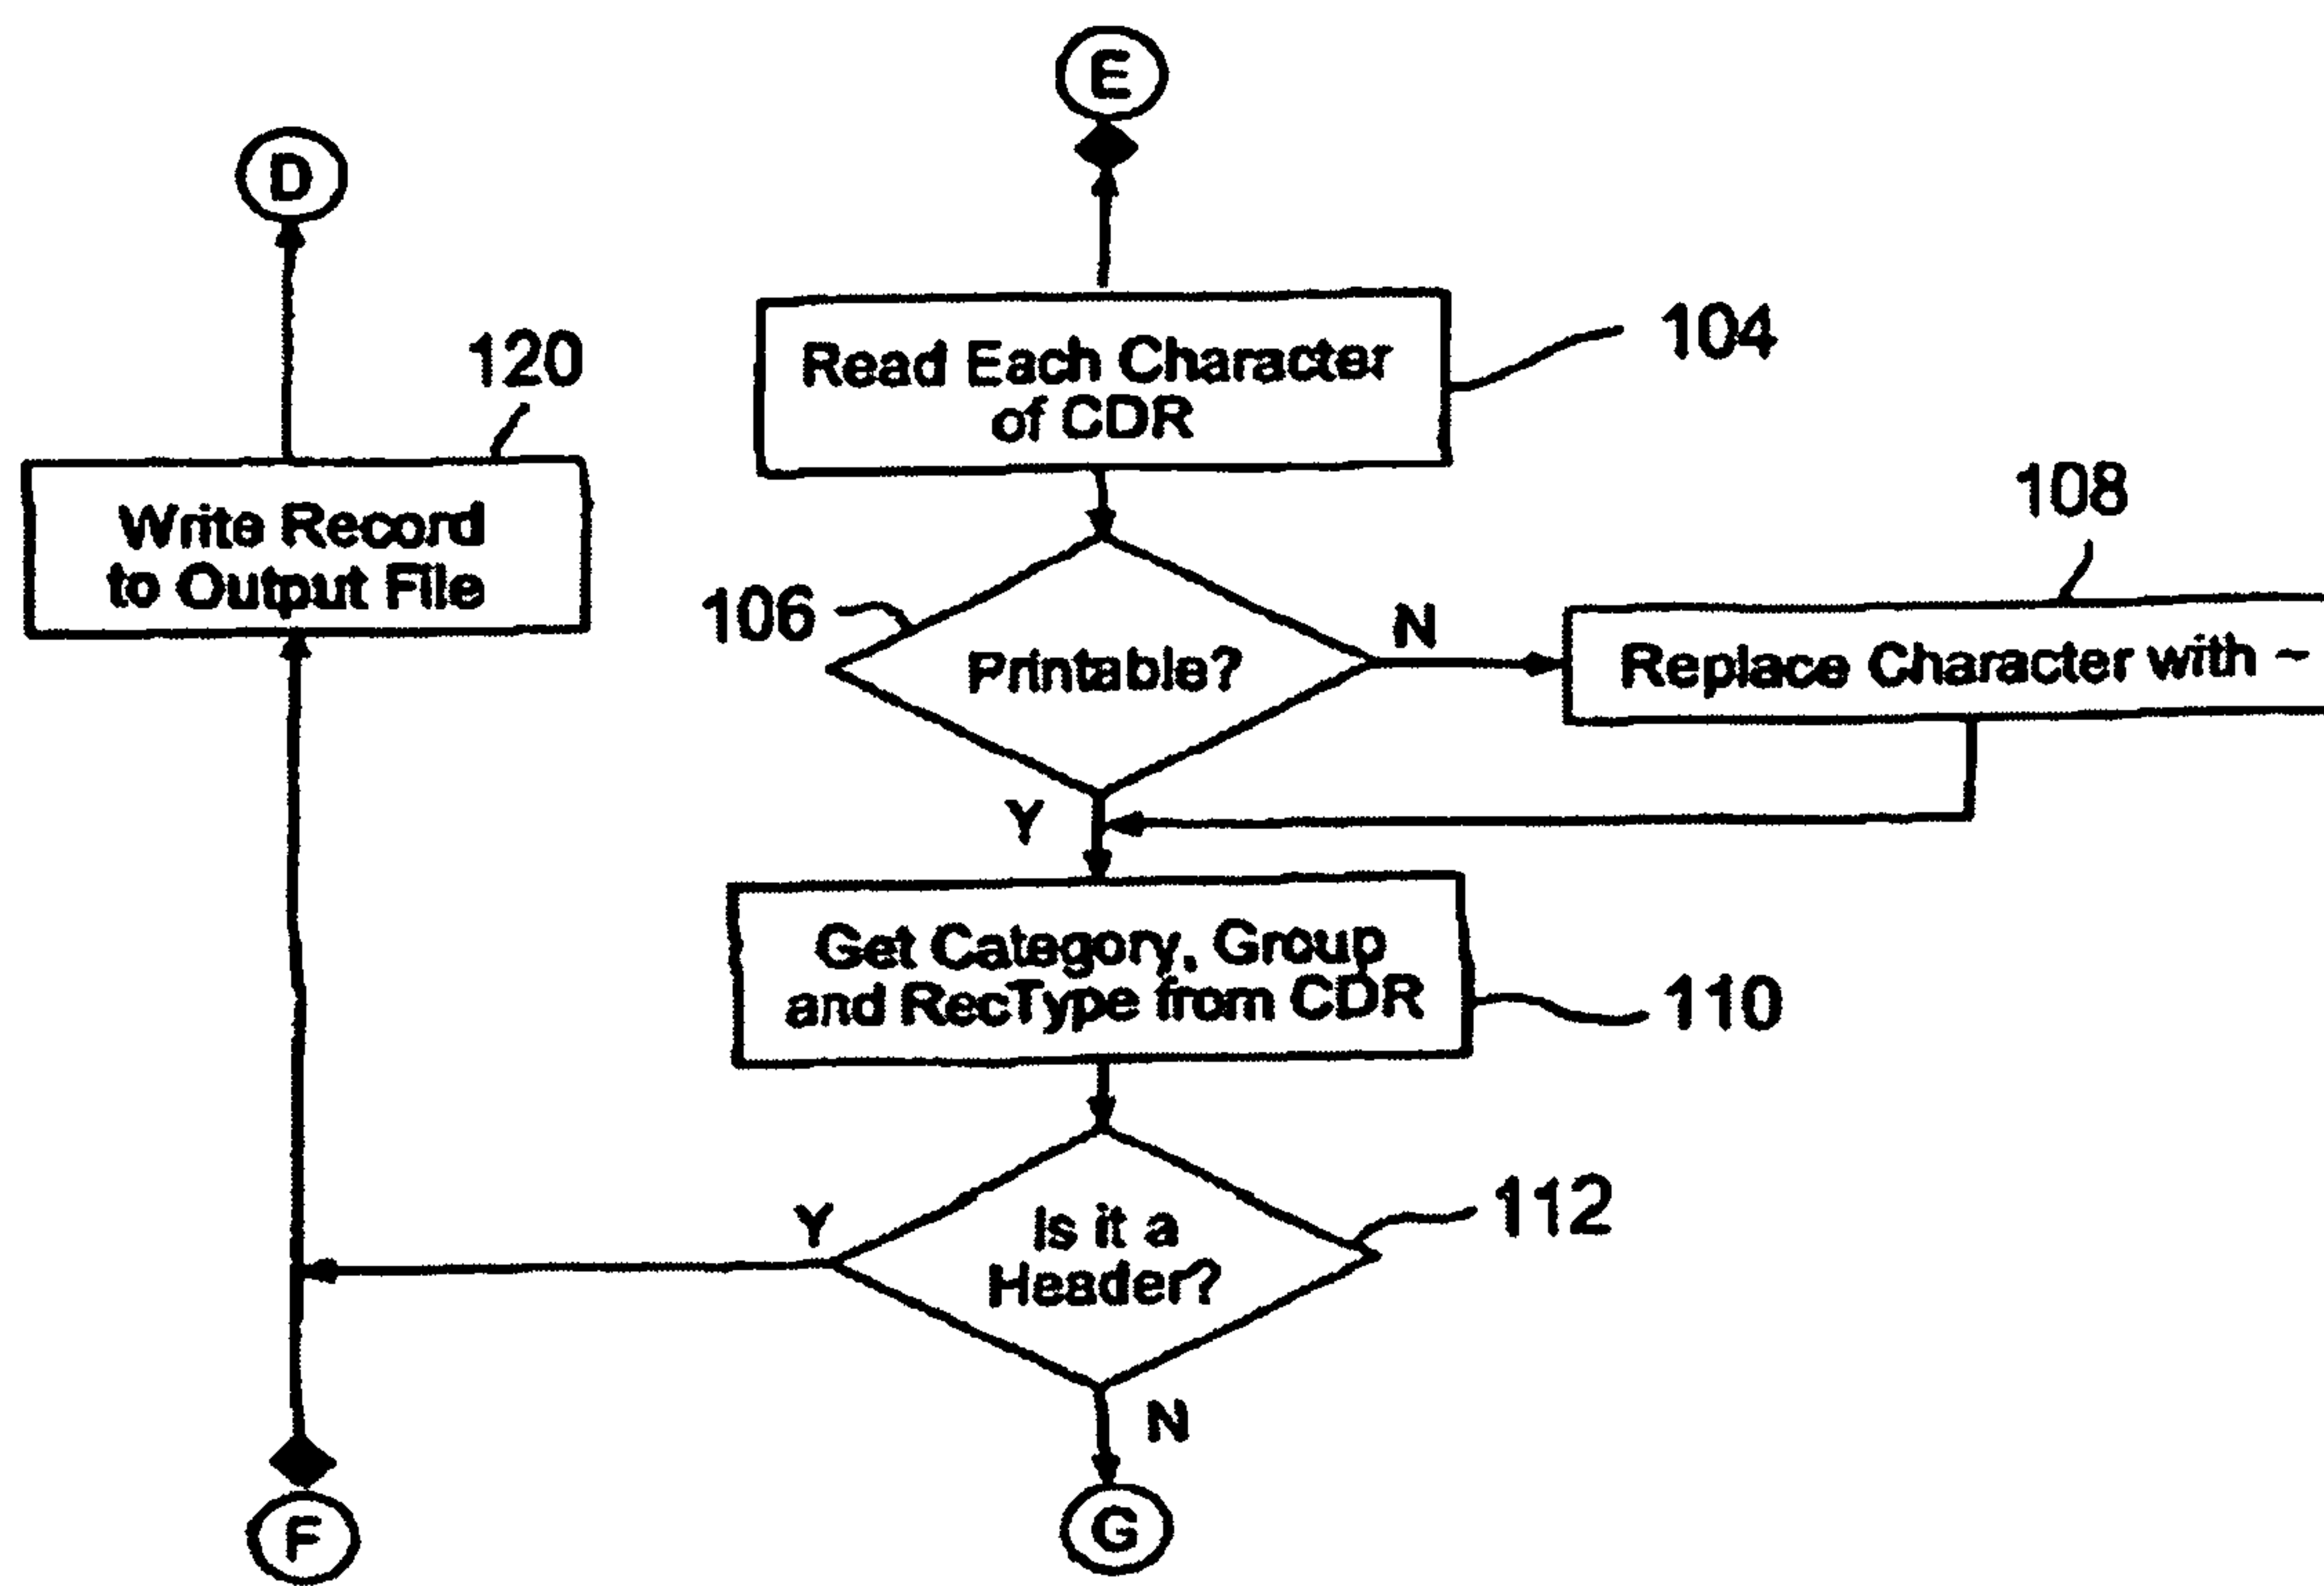 E
D
120
Read Each Character
of CDR
104
Write Record
to Output File
108
106
Printable?
N
Replace Character with ~
Y
Get Category, Group
and RecType from CDR
110
Y
Is it a
Header?
112
N
F
G